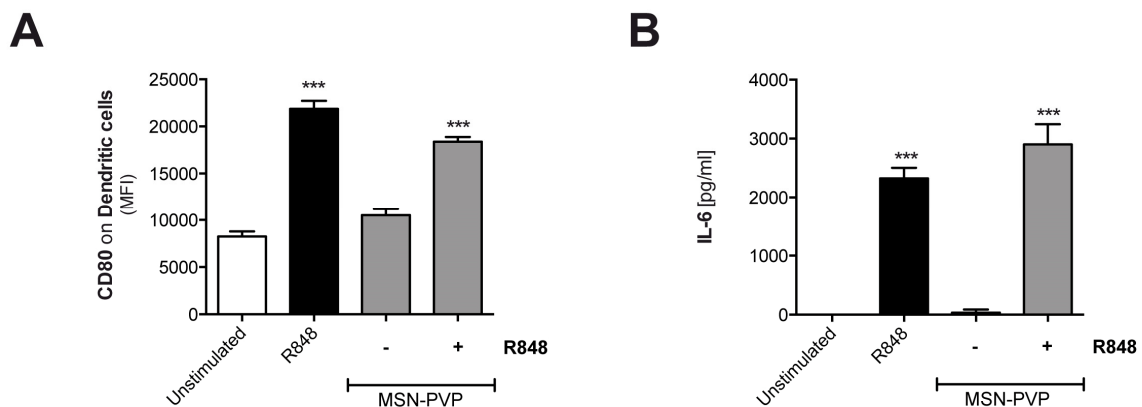 A
CD80 on Dendritic cells
(MFI)
25000
20000
15000
10000
5000
0
***
***
Unstimulated
R848
-
+
R848
MSN-PVP
B
IL-6 [pg/ml]
4000
3000
2000
1000
0
***
***
Unstimulated
R848
-
+
R848
MSN-PVP